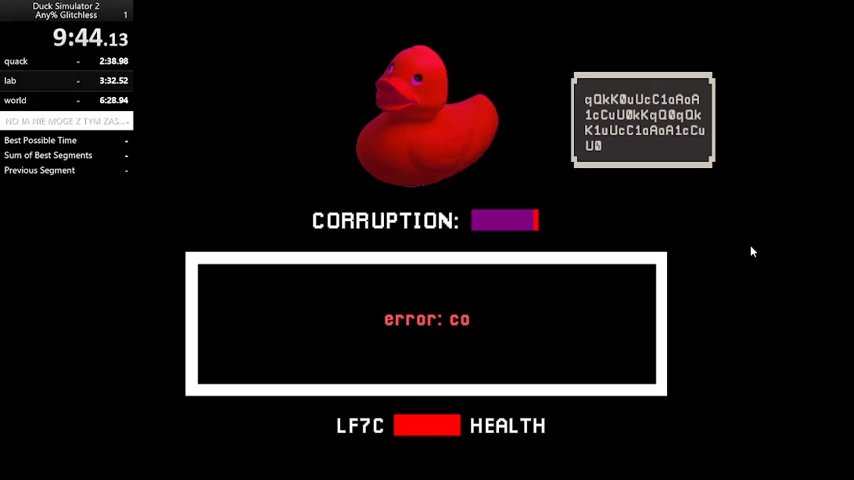 Duck Simulator 2
Any% Glitchless 1
9:44.13
quack - 2:38.98
lab - 3:32.52
world - 6:28.94
NO JA NIE MOGE Z TYM ZAS... -
Best Possible Time -
Sum of Best Segments -
Previous Segment -
qQkK0uUcC1aAaA
1cCuU0kKqQ0qQk
K1uUcC1aAaA1cCu
U0
CORRUPTION:
error: co
LF7C HEALTH